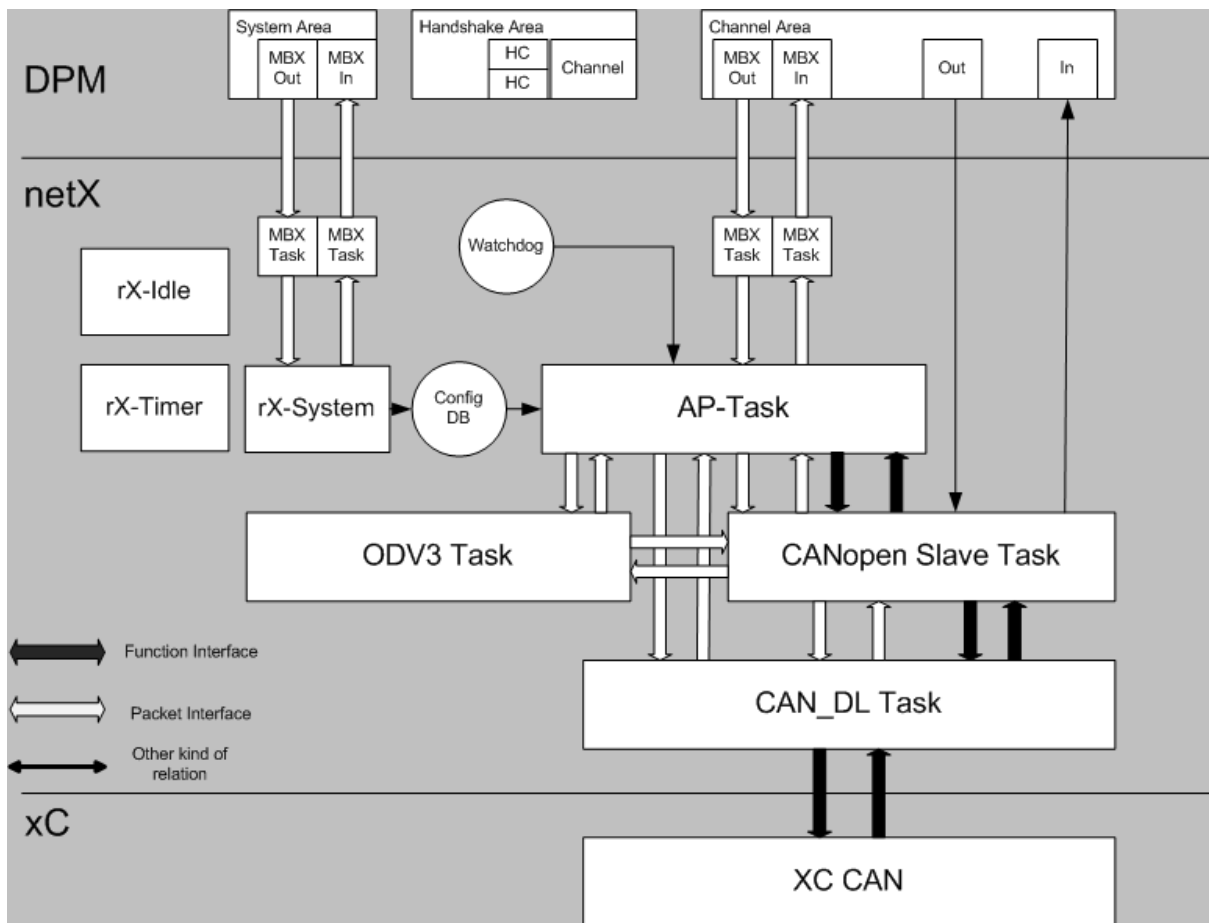 System Area
Handshake Area
Channel Area
MBX
Out
MBX
In
HC
HC
Channel
MBX
Out
MBX
In
Out
In
DPM
netX
MBX
Task
MBX
Task
Watchdog
MBX
Task
MBX
Task
rX-Idle
rX-Timer
rX-System
Config
DB
AP-Task
ODV3 Task
CANopen Slave Task
Function Interface
Packet Interface
Other kind of
relation
CAN_DL Task
xC
XC CAN